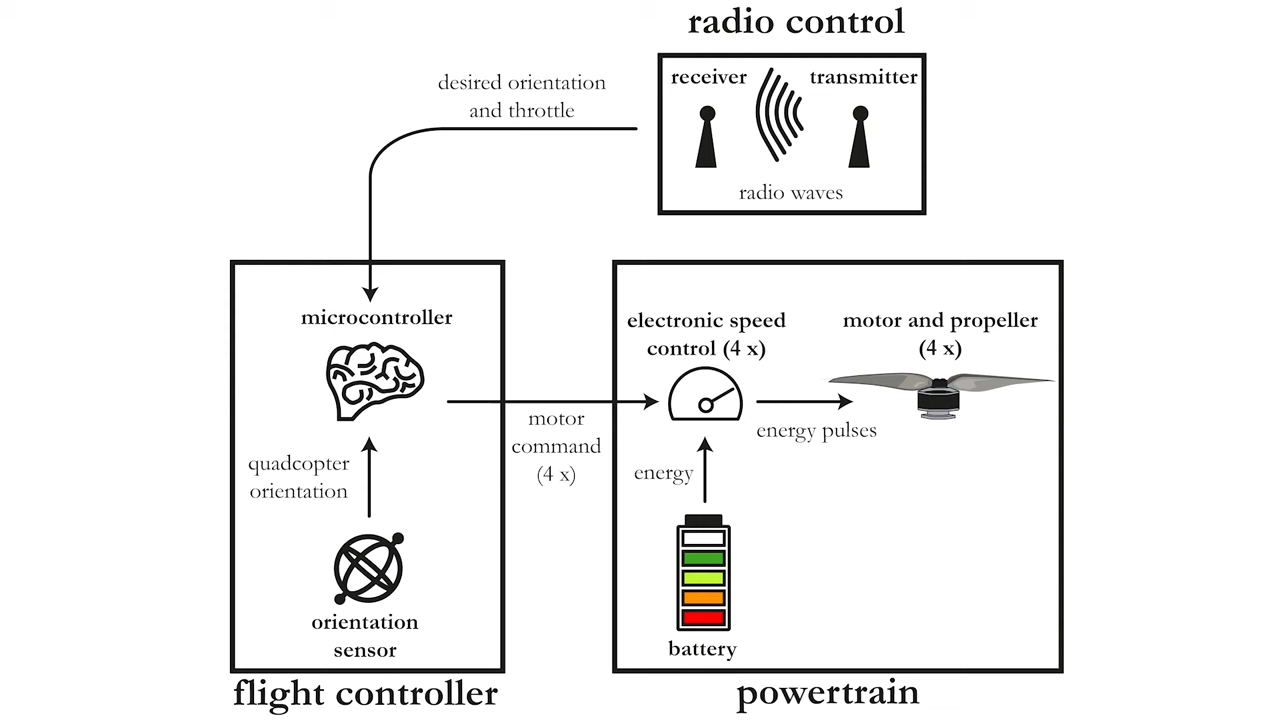 radio control
receiver
transmitter
radio waves
desired orientation
and throttle
microcontroller
quadcopter
orientation
orientation
sensor
flight controller
motor
command
(4 x)
electronic speed
control (4 x)
motor and propeller
(4 x)
energy pulses
energy
battery
powertrain